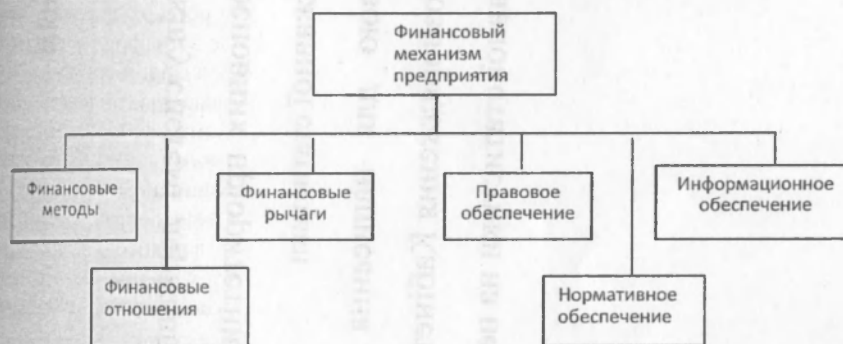 Финансовый
механизм
предприятия
Финансовые
методы
Финансовые
рычаги
Правовое
обеспечение
Информационное
обеспечение
Финансовые
отношения
Нормативное
обеспечение